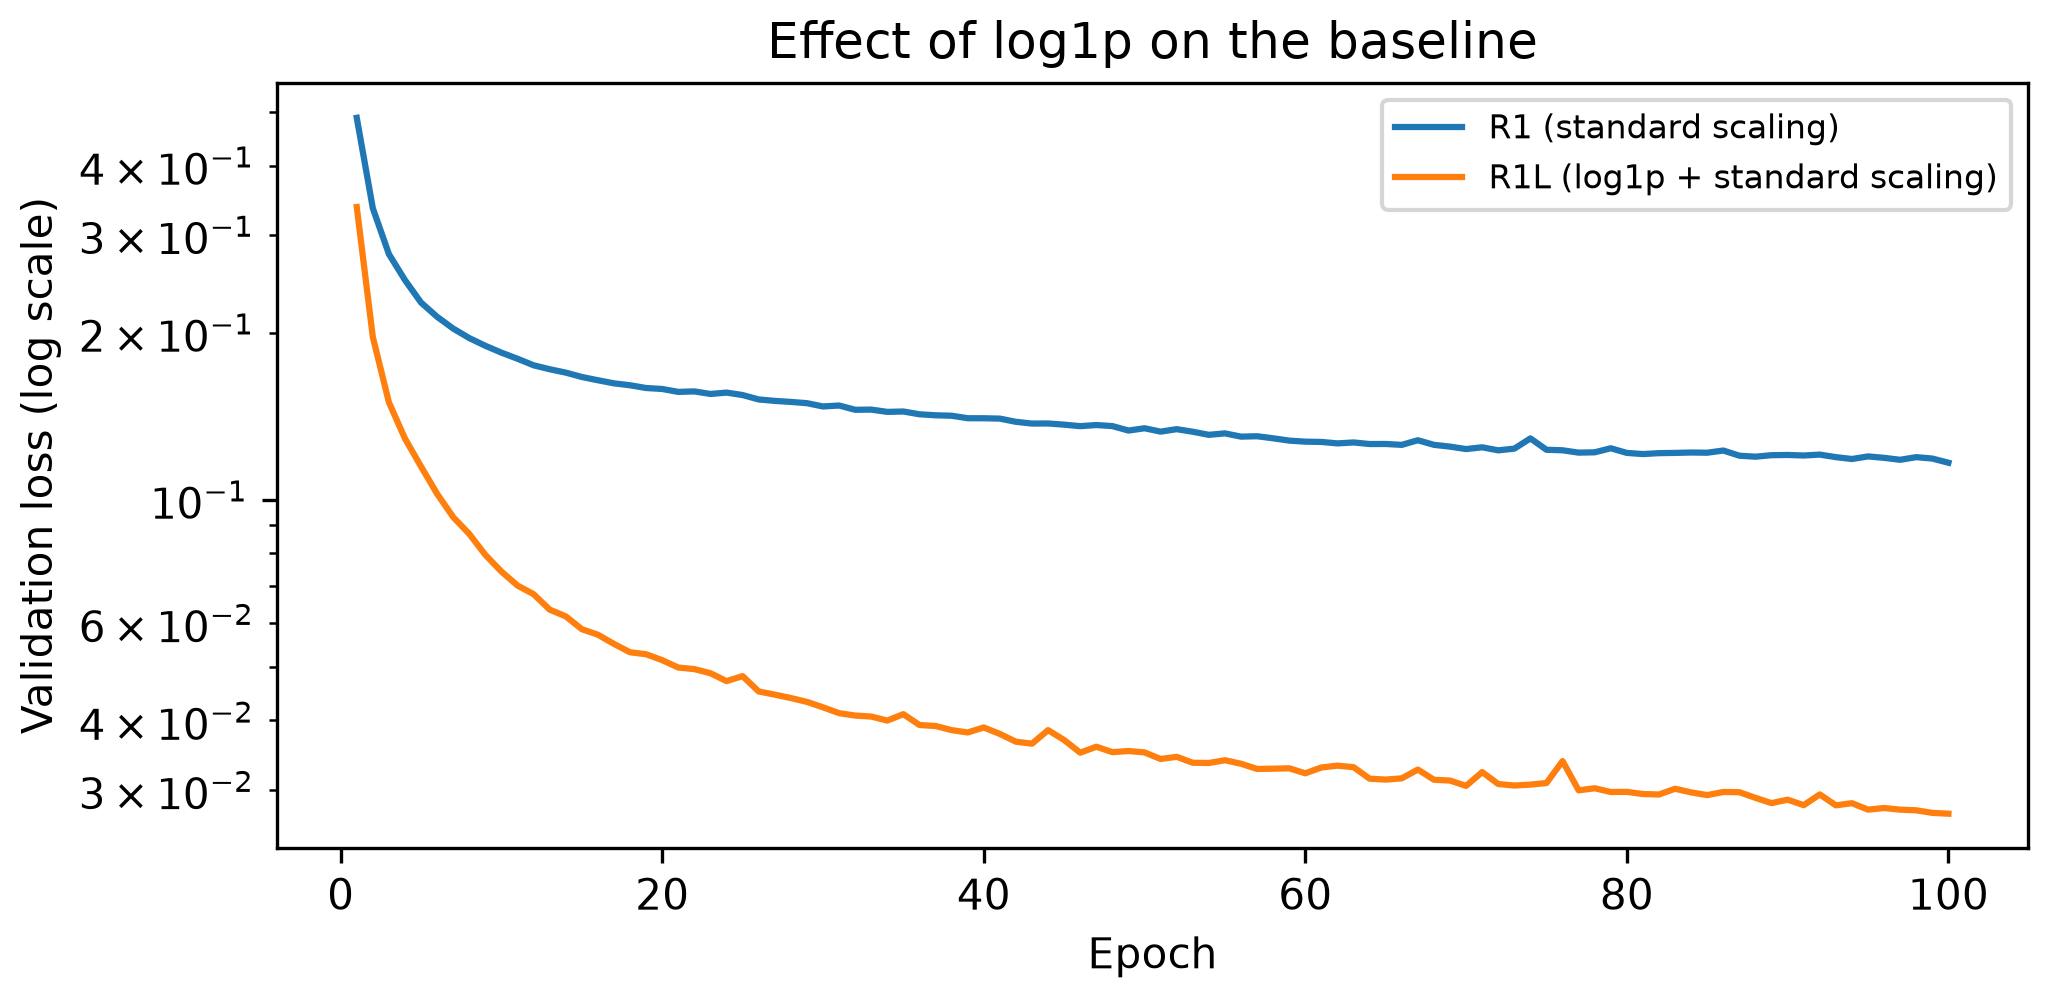 Effect of log1p on the baseline
R1 (standard scaling)
R1L (log1p + standard scaling)
Validation loss (log scale)
4 × 10⁻¹
3 × 10⁻¹
2 × 10⁻¹
10⁻¹
6 × 10⁻²
4 × 10⁻²
3 × 10⁻²
0 20 40 60 80 100
Epoch